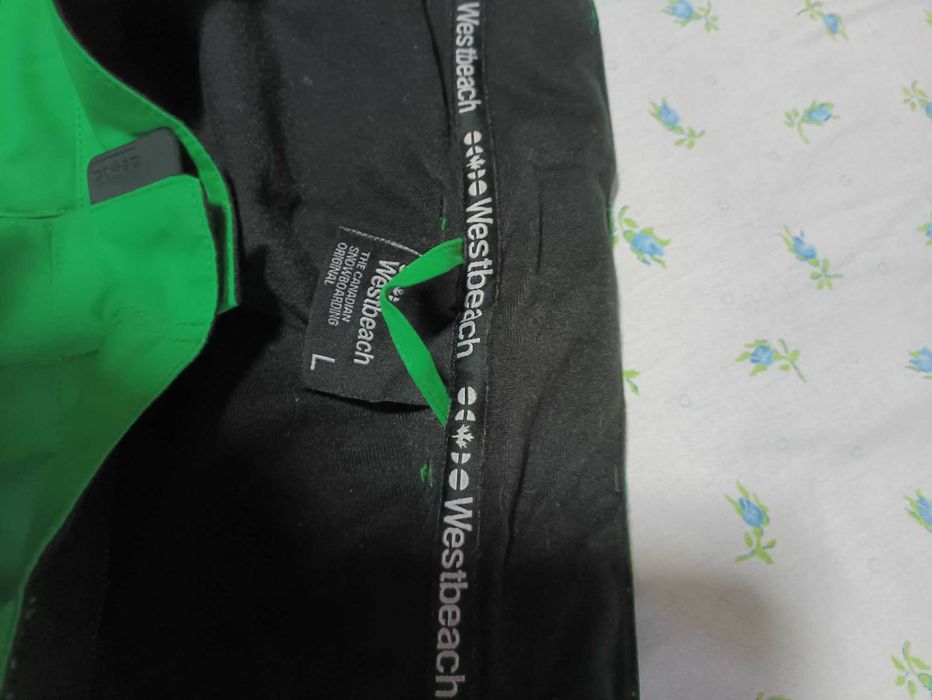 Westbeach
Westbeach
Westbeach
Westbeach
THE CANADIAN
SNOWBOARDING
ORIGINAL
L